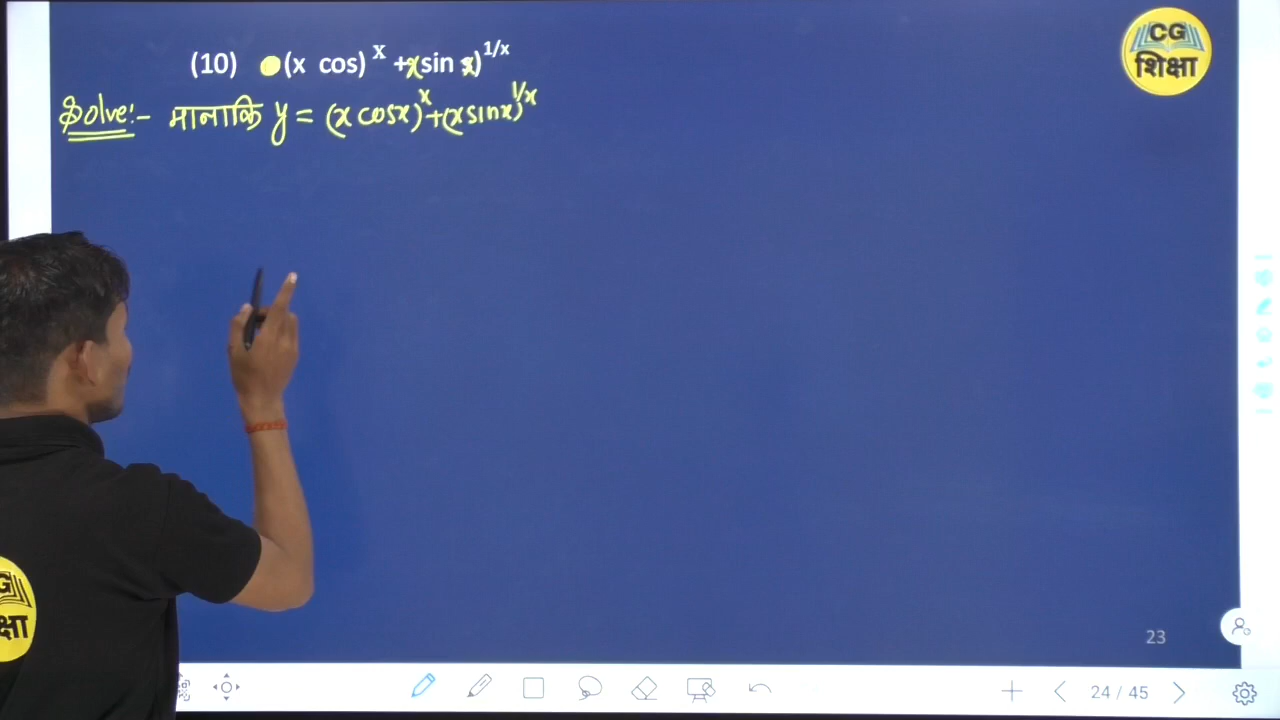 CG
शिक्षा
(10) (x cos) ˣ +x sin x)¹/ˣ
Solve:- मानाकि y = (x cosx)ˣ+(x sinx)¹/ˣ
G
क्षा
23
24 / 45